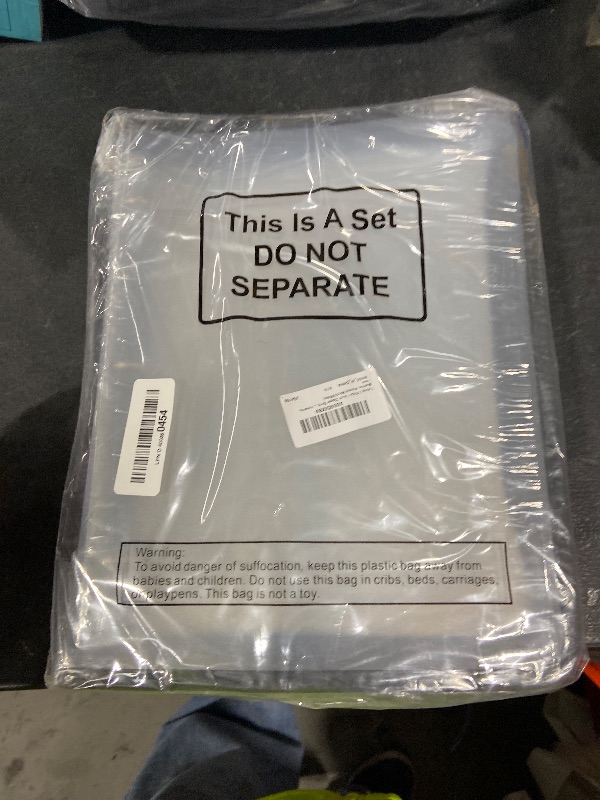 This Is A Set
DO NOT
SEPARATE
0454
Warning:
To avoid danger of suffocation, keep this plastic bag away from
babies and children. Do not use this bag in cribs, beds, carriages,
or playpens. This bag is not a toy.